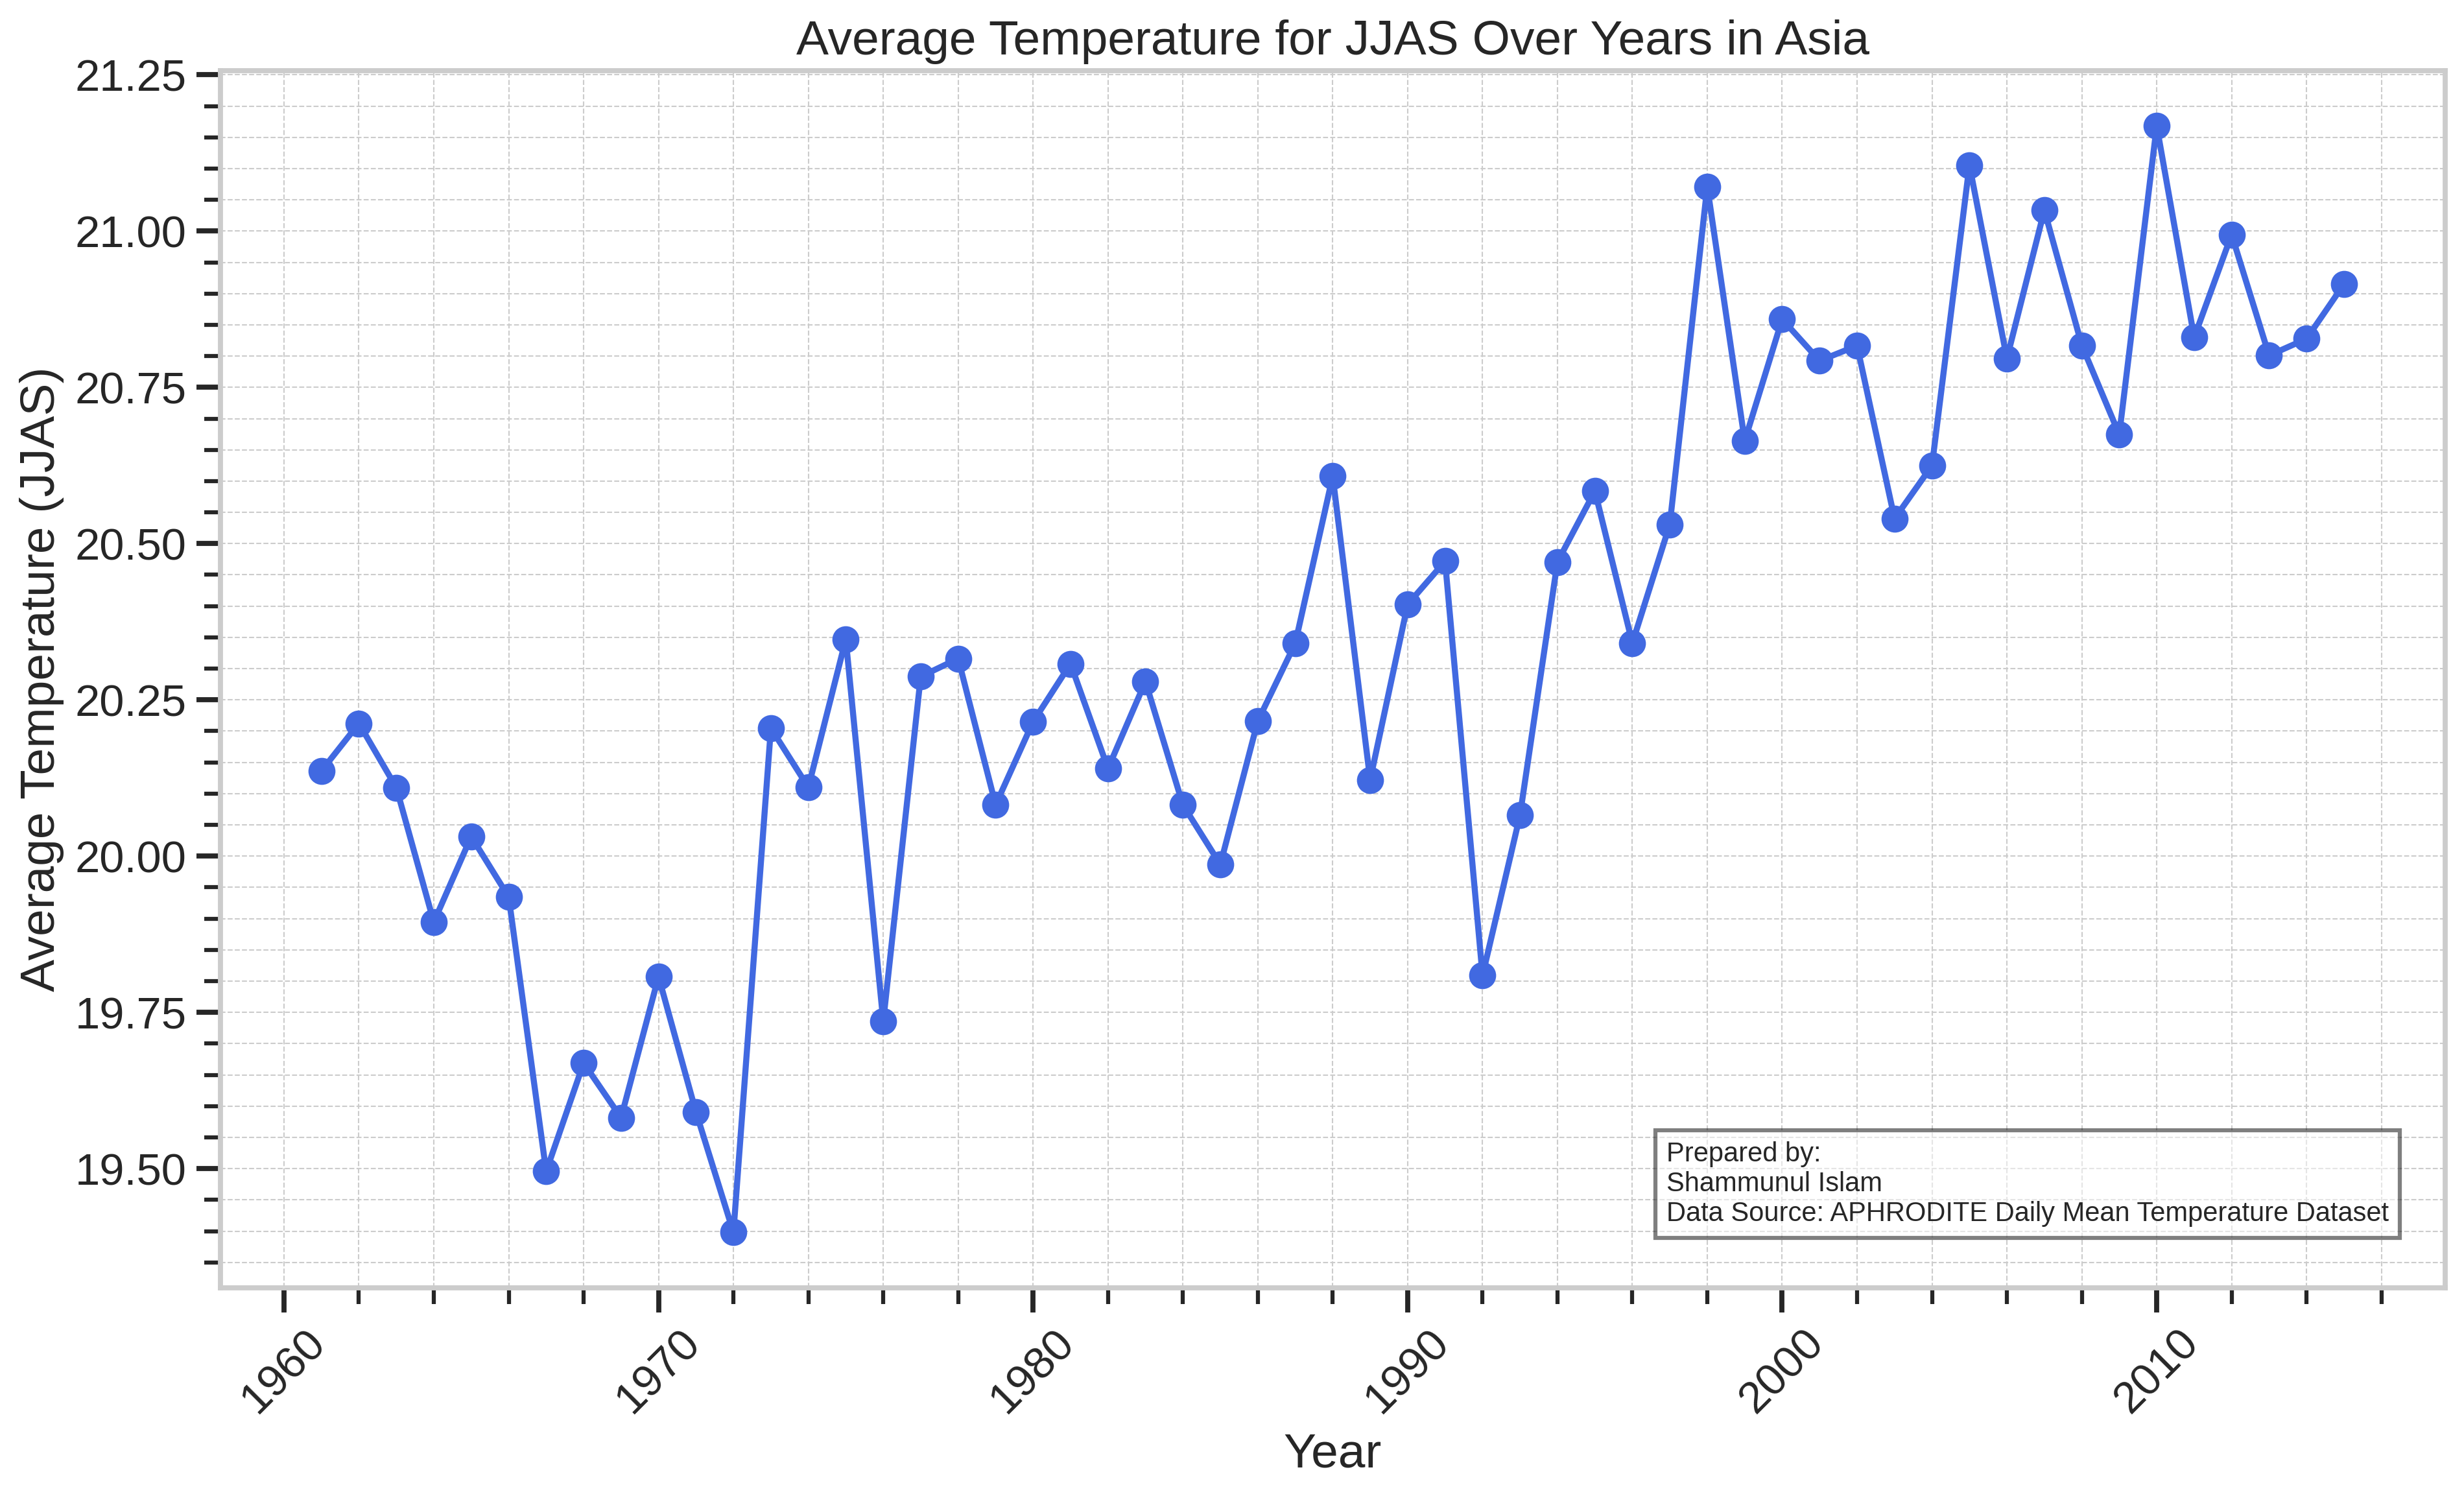 Average Temperature for JJAS Over Years in Asia
Average Temperature (JJAS)
21.25
21.00
20.75
20.50
20.25
20.00
19.75
19.50
Prepared by:
Shammunul Islam
Data Source: APHRODITE Daily Mean Temperature Dataset
1960
1970
1980
1990
2000
2010
Year